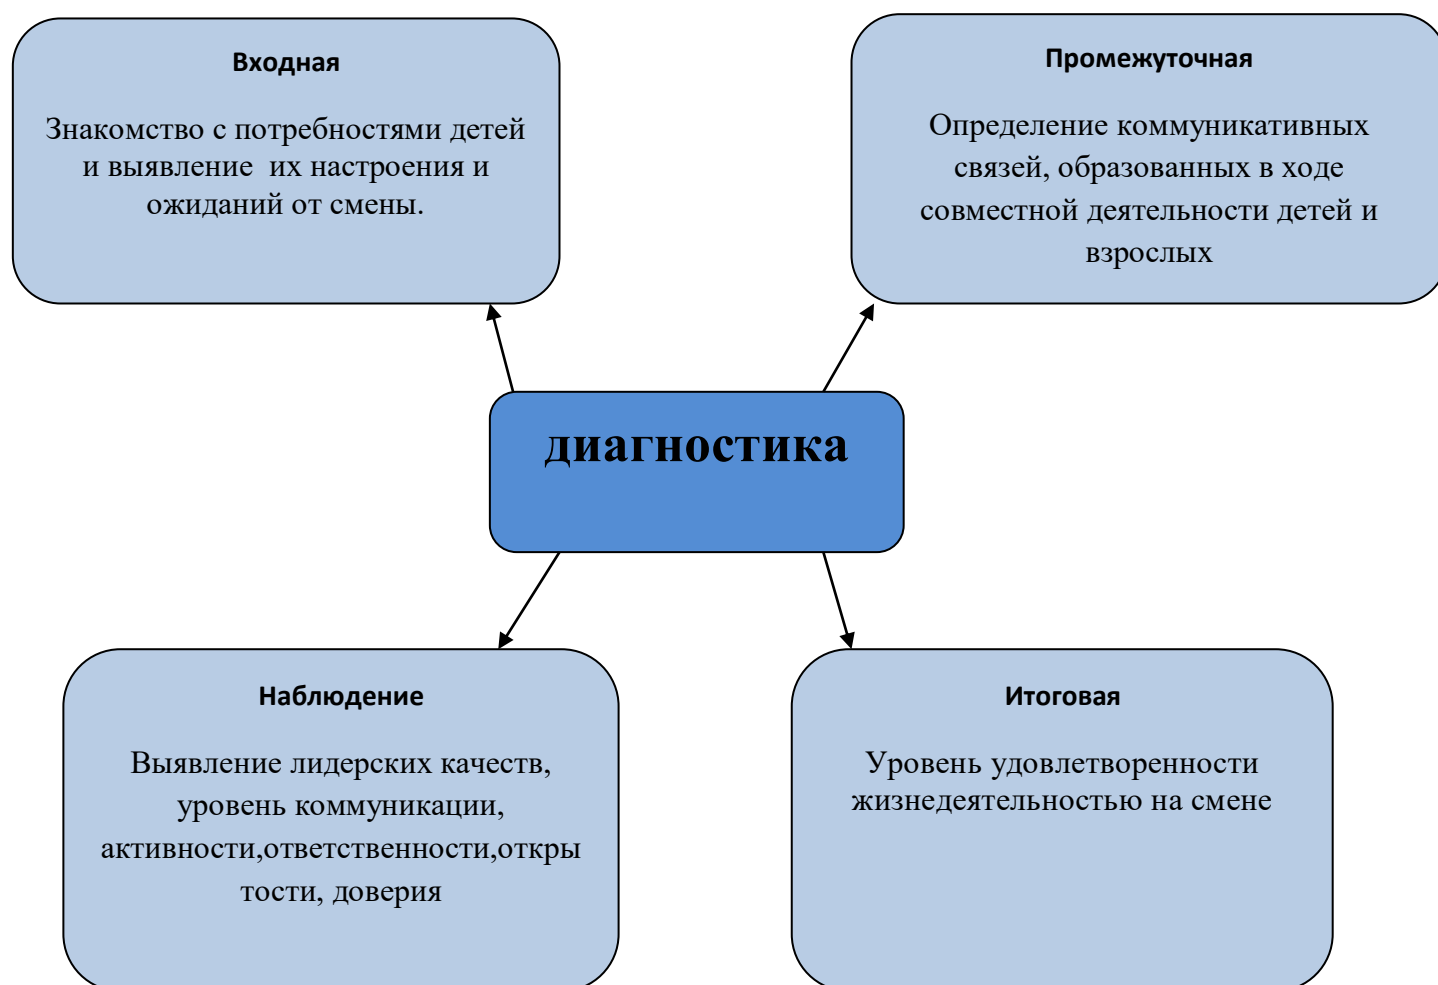 Входная
Знакомство с потребностями детей
и выявление  их настроения и
ожиданий от смены.
Промежуточная
Определение коммуникативных
связей, образованных в ходе
совместной деятельности детей и
взрослых
диагностика
Наблюдение
Выявление лидерских качеств,
уровень коммуникации,
активности,ответственности,откры
тости, доверия
Итоговая
Уровень удовлетворенности
жизнедеятельностью на смене